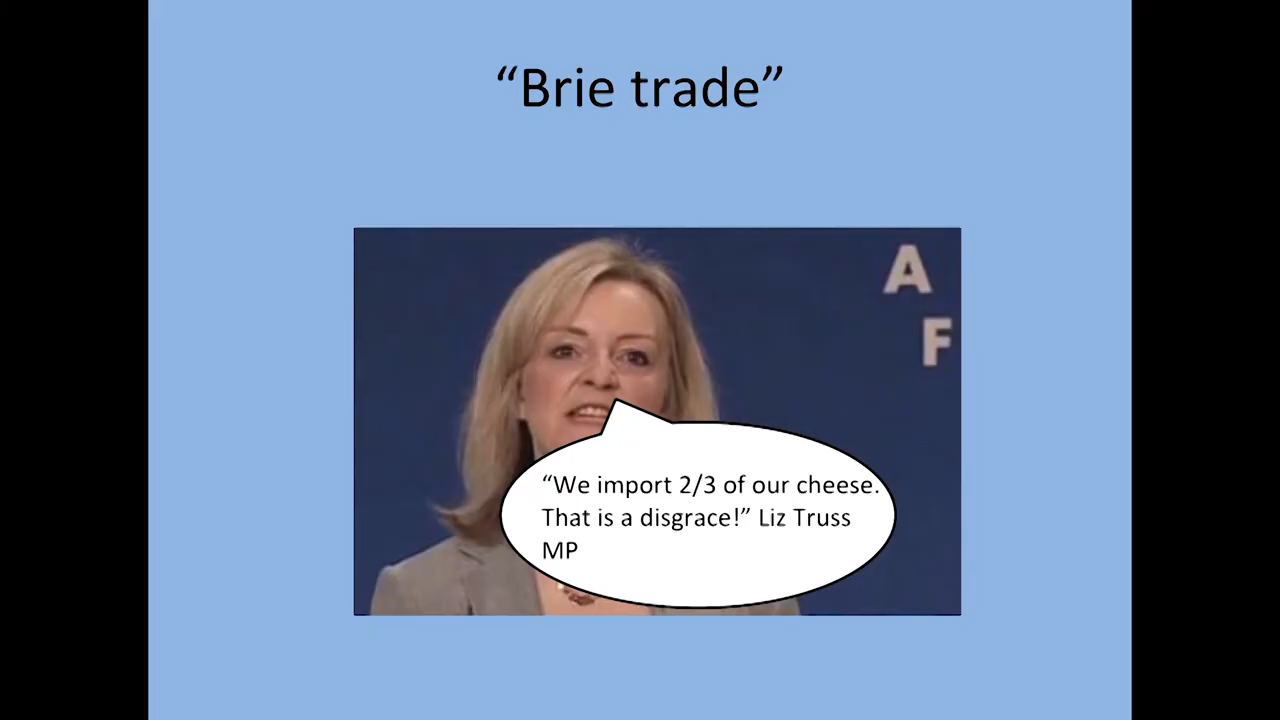 “Brie trade”
A
F
“We import 2/3 of our cheese.
That is a disgrace!” Liz Truss
MP